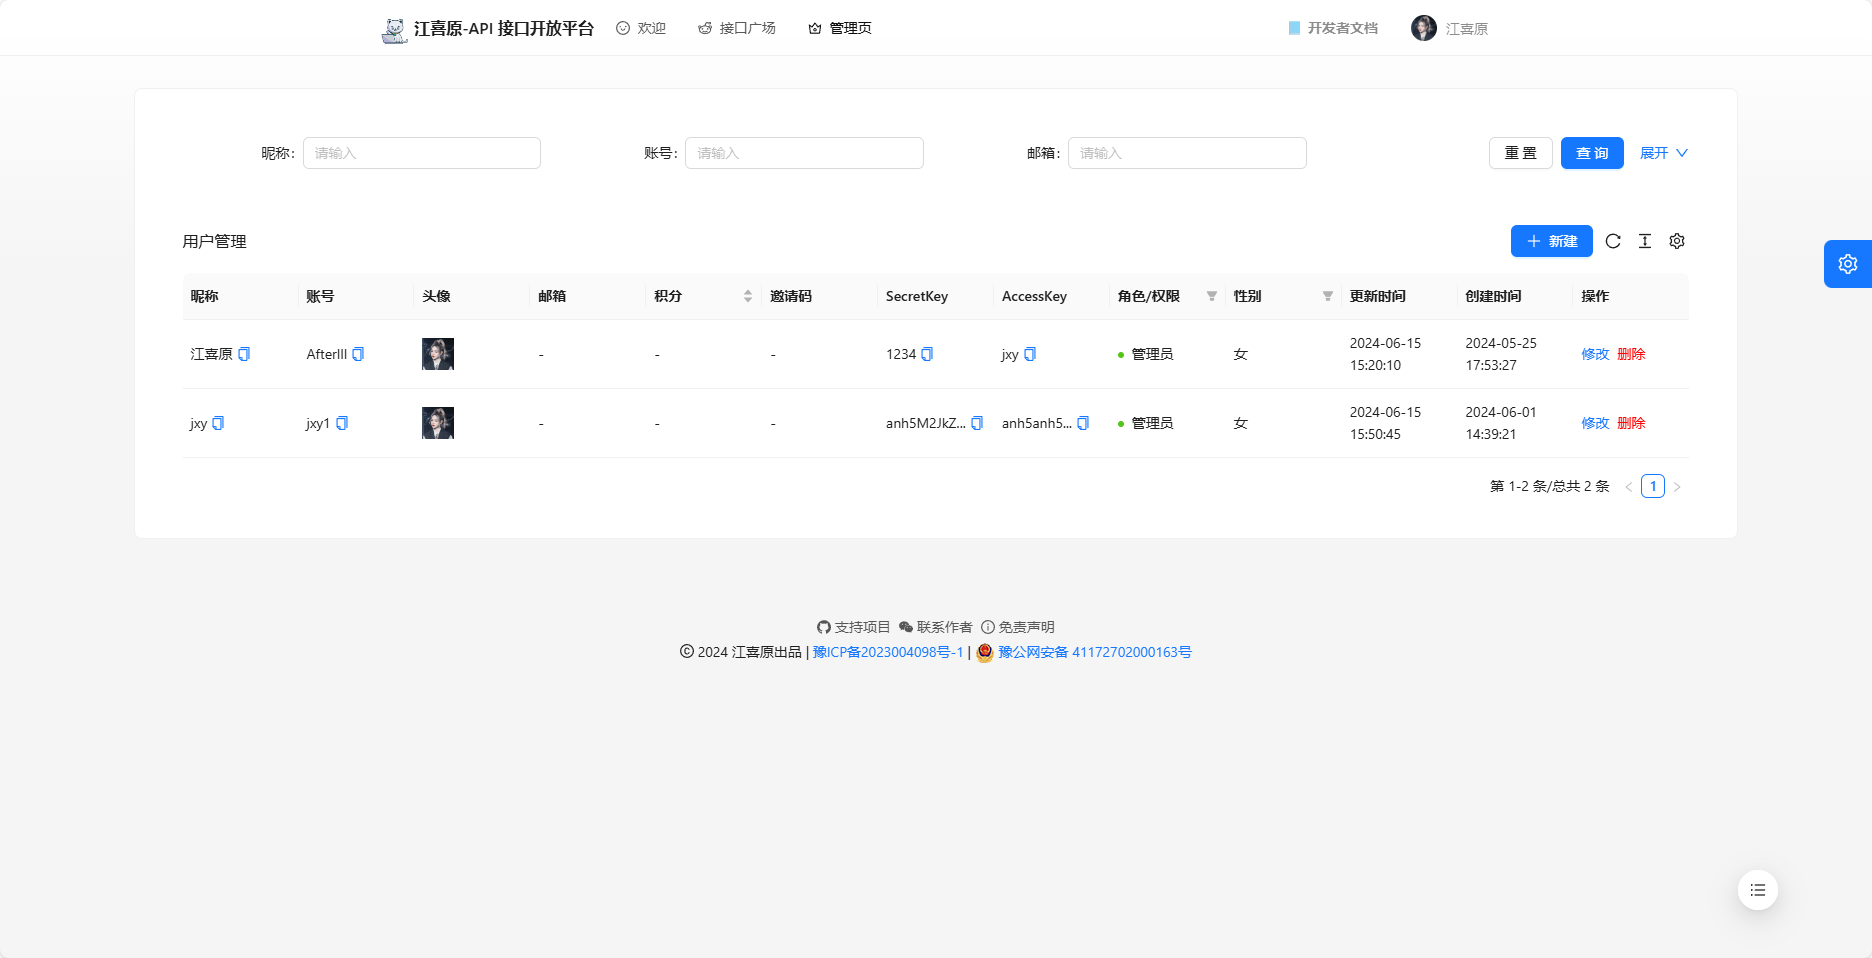 江喜原-API 接口开放平台 欢迎 接口广场 管理页 开发者文档 江喜原
昵称: 请输入 账号: 请输入 邮箱: 请输入 重 置 查 询 展开
用户管理 新建
昵称 账号 头像 邮箱 积分 邀请码 SecretKey AccessKey 角色/权限 性别 更新时间 创建时间 操作
江喜原 AfterIII - - - 1234 jxy 管理员 女 2024-06-15 15:20:10 2024-05-25 17:53:27 修改 删除
jxy jxy1 - - - anh5M2JkZ... anh5anh5... 管理员 女 2024-06-15 15:50:45 2024-06-01 14:39:21 修改 删除
第 1-2 条/总共 2 条 < 1 >
支持项目 联系作者 免责声明
© 2024 江喜原出品 | 豫ICP备2023004098号-1 | 豫公网安备 41172702000163号